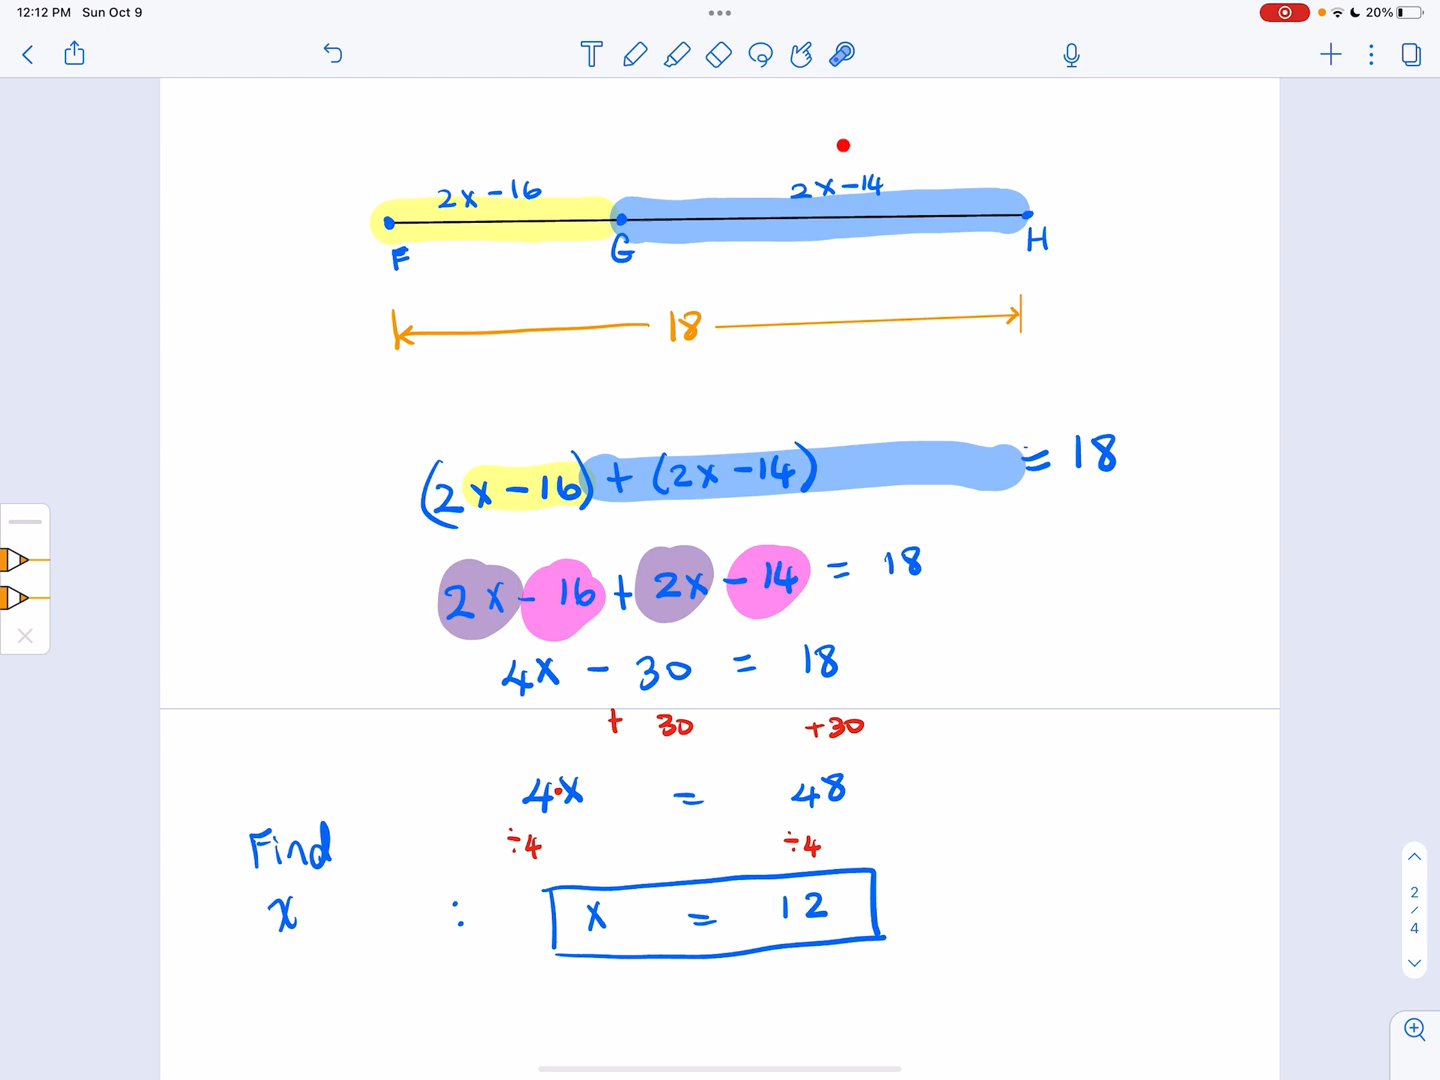 12:12 PM Sun Oct 9
20%
T
2x-16
2x-14
F
G
H
18
(2x-16)+(2x-14) = 18
2x-16+2x-14 = 18
4x - 30 = 18
+ 30 +30
4·x = 48
÷4 ÷4
Find
x : x = 12
2
/
4